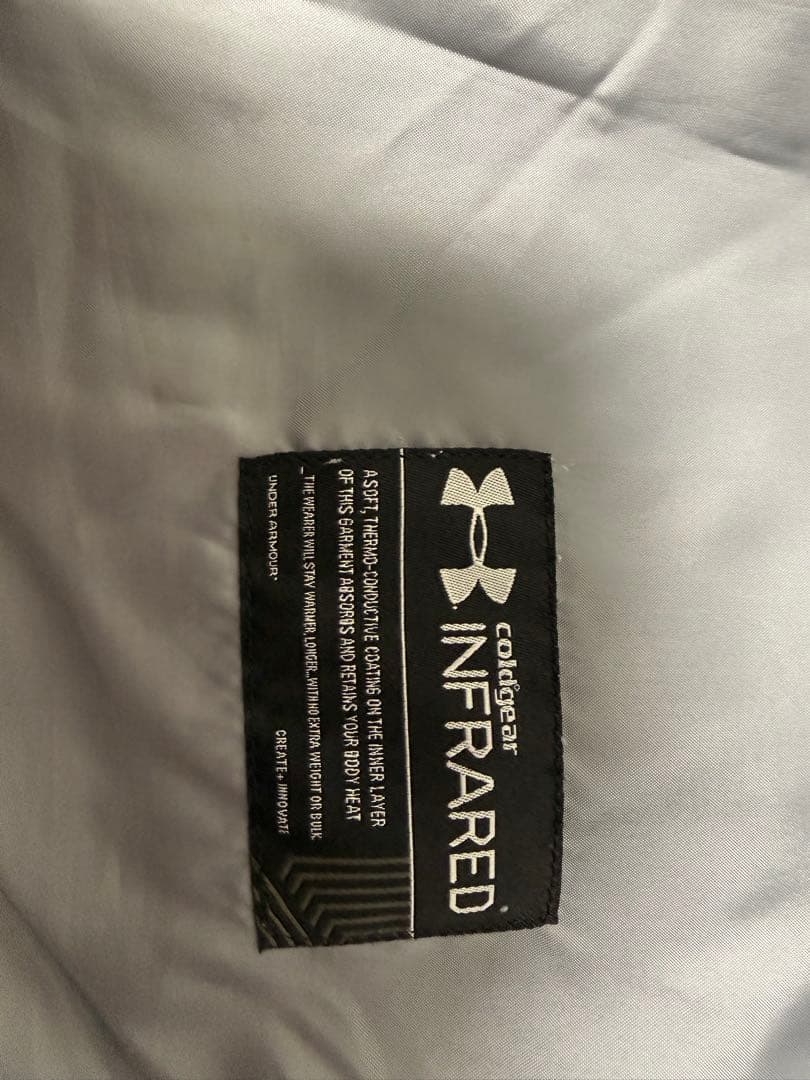 coldgear
INFRARED
A SOFT, THERMO-CONDUCTIVE COATING ON THE INNER LAYER
OF THIS GARMENT ABSORBS AND RETAINS YOUR BODY HEAT
_ THE WEARER WILL STAY WARMER, LONGER...WITH NO EXTRA WEIGHT OR BULK
UNDER ARMOUR CREATE + INNOVATE